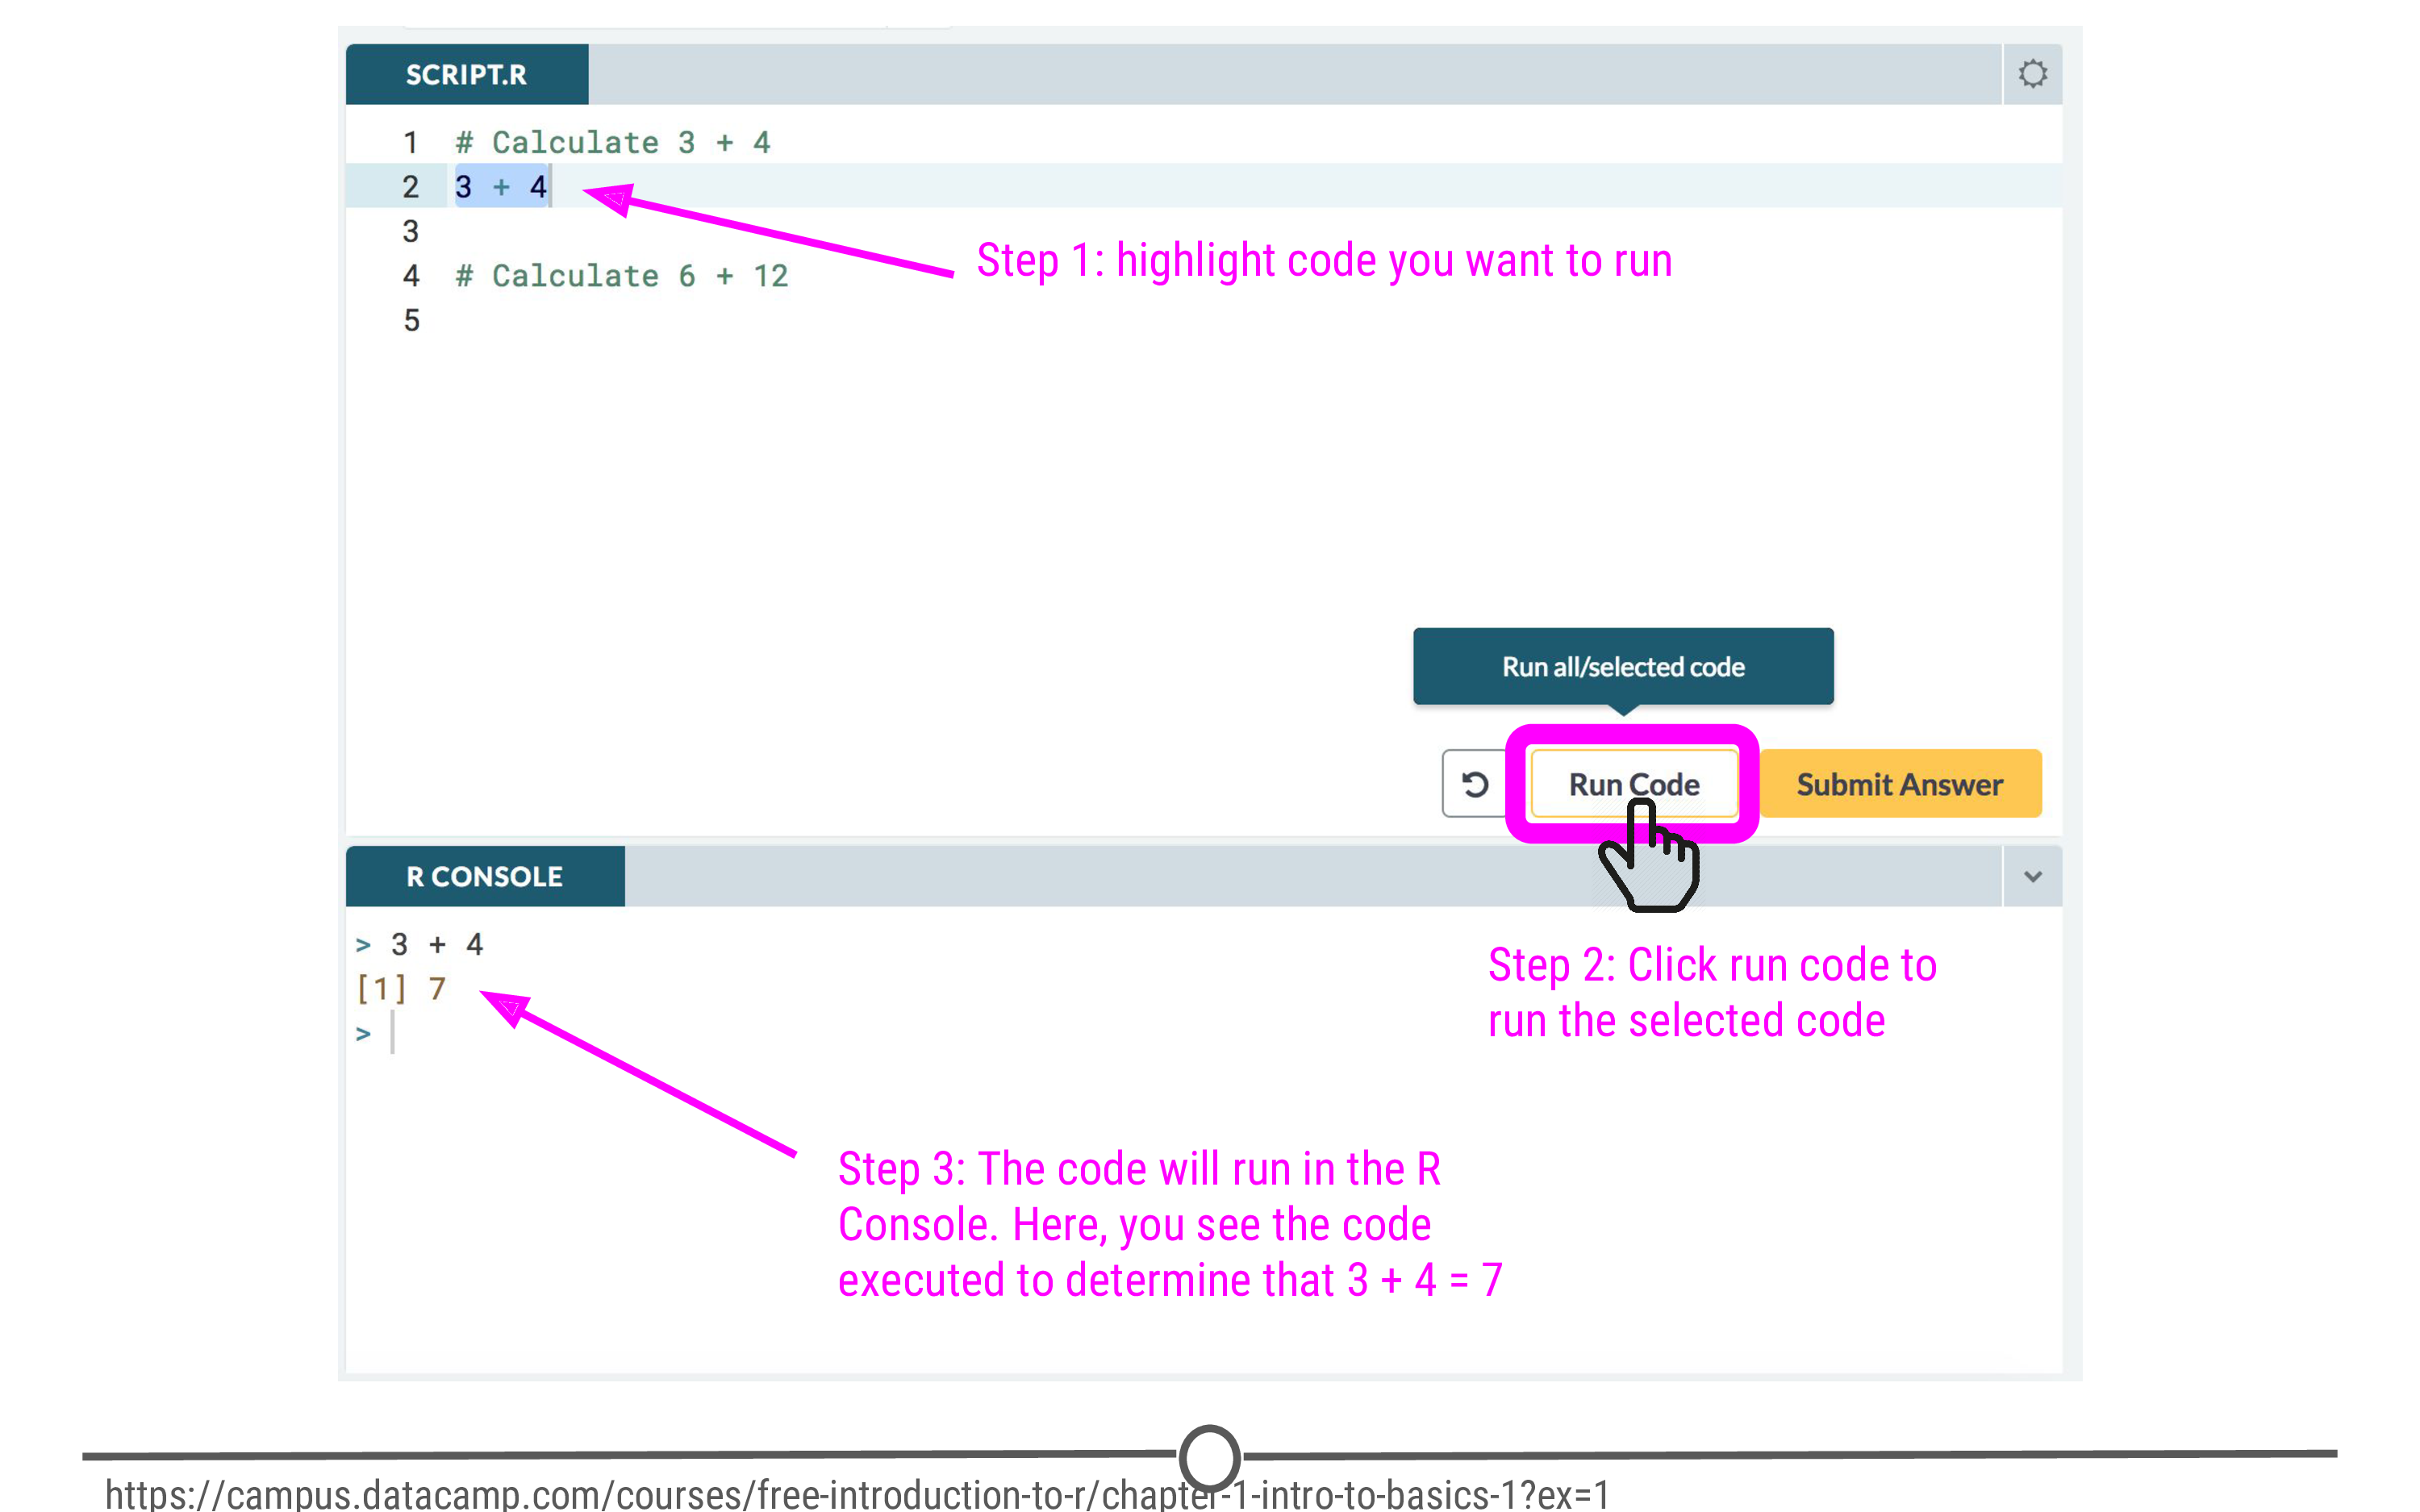 SCRIPT.R
1 # Calculate 3 + 4
2 3 + 4
3
Step 1: highlight code you want to run
4 # Calculate 6 + 12
5
Run all/selected code
Run Code
Submit Answer
R CONSOLE
> 3 + 4
[1] 7
>
Step 2: Click run code to
run the selected code
Step 3: The code will run in the R
Console. Here, you see the code
executed to determine that 3 + 4 = 7
https://campus.datacamp.com/courses/free-introduction-to-r/chapter-1-intro-to-basics-1?ex=1